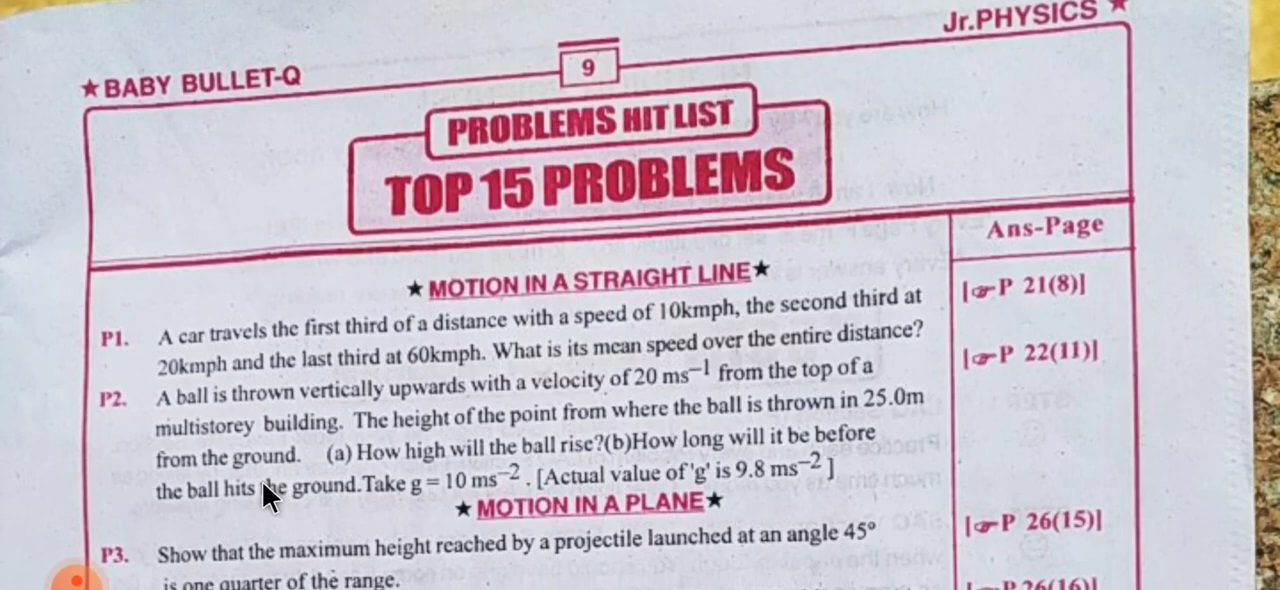 ★BABY BULLET-Q
9
Jr.PHYSICS ★
PROBLEMS HIT LIST
TOP 15 PROBLEMS
Ans-Page
★ MOTION IN A STRAIGHT LINE★
P1. A car travels the first third of a distance with a speed of 10kmph, the second third at [☞P 21(8)]
20kmph and the last third at 60kmph. What is its mean speed over the entire distance?
P2. A ball is thrown vertically upwards with a velocity of 20 ms⁻¹ from the top of a [☞P 22(11)]
multistorey building. The height of the point from where the ball is thrown in 25.0m
from the ground. (a) How high will the ball rise?(b)How long will it be before
the ball hits the ground.Take g = 10 ms⁻². [Actual value of 'g' is 9.8 ms⁻² ]
★ MOTION IN A PLANE★
P3. Show that the maximum height reached by a projectile launched at an angle 45° [☞P 26(15)]
is one quarter of the range.
[☞P 26(16)]